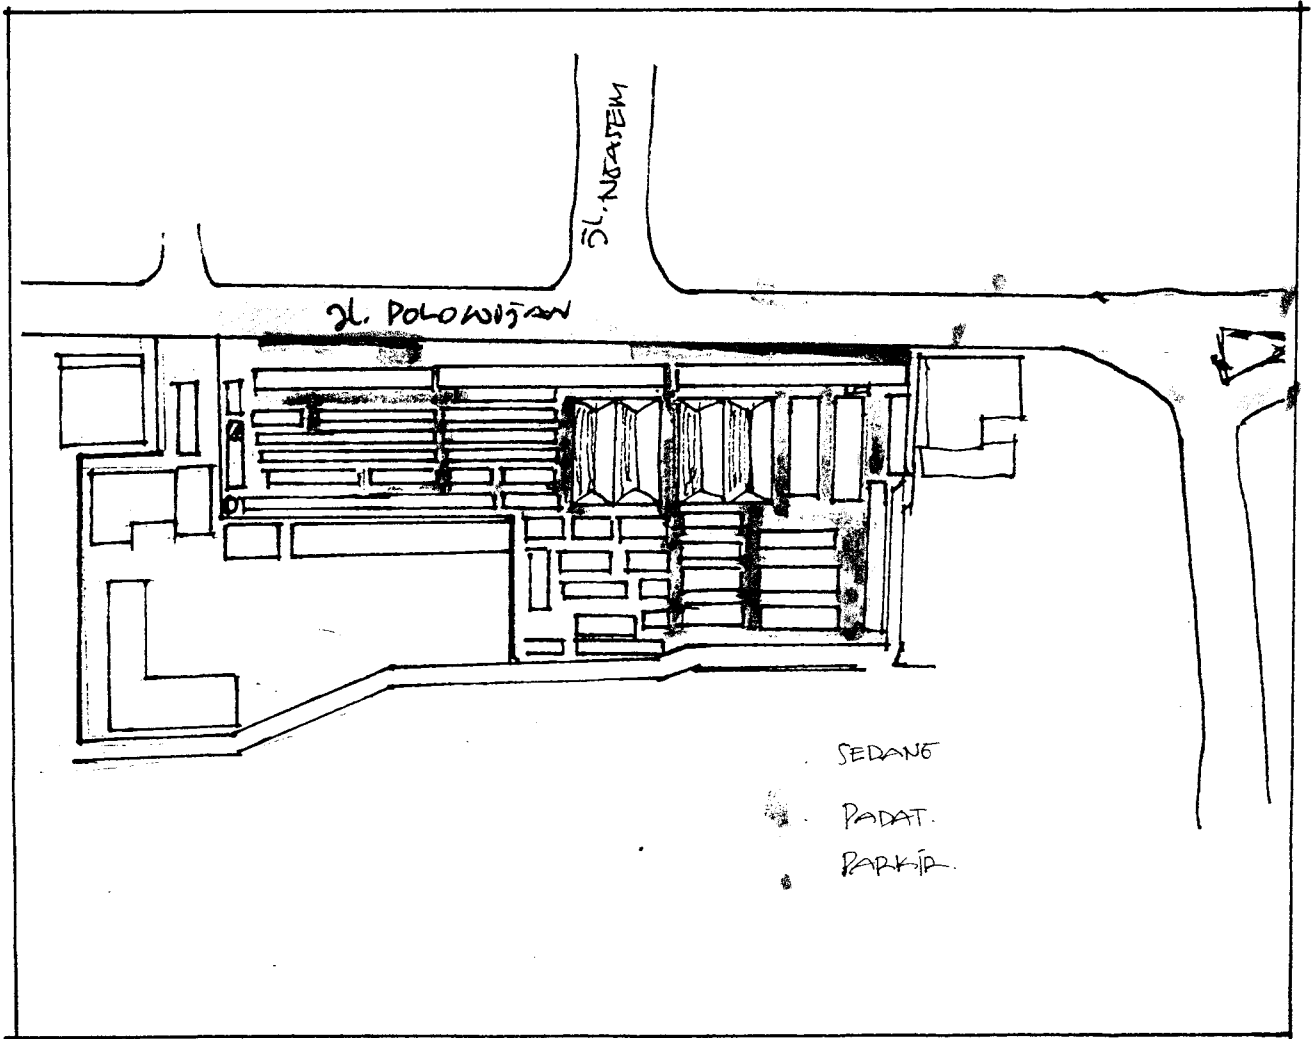 JL. NGASEM
JL. POLOWIJAN
SEDANG
PADAT.
PARKIR.